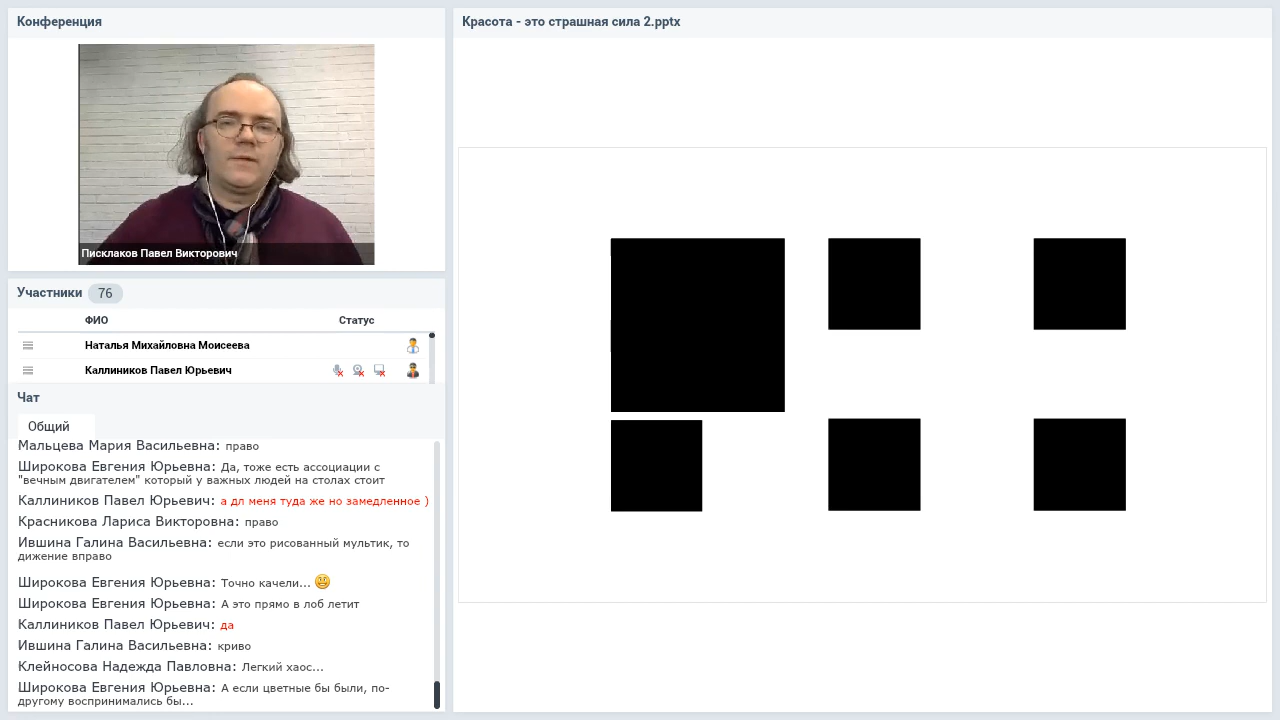 Конференция
Писклаков Павел Викторович
Участники 76
ФИО Статус
Наталья Михайловна Моисеева
Каллиников Павел Юрьевич
Чат
Общий
Мальцева Мария Васильевна: право
Широкова Евгения Юрьевна: Да, тоже есть ассоциации с
"вечным двигателем" который у важных людей на столах стоит
Каллиников Павел Юрьевич: а дл меня туда же но замедленное )
Красникова Лариса Викторовна: право
Ившина Галина Васильевна: если это рисованный мультик, то
дижение вправо
Широкова Евгения Юрьевна: Точно качели...
Широкова Евгения Юрьевна: А это прямо в лоб летит
Каллиников Павел Юрьевич: да
Ившина Галина Васильевна: криво
Клейносова Надежда Павловна: Легкий хаос...
Широкова Евгения Юрьевна: А если цветные бы были, по-
другому воспринимались бы...
Красота - это страшная сила 2.pptx